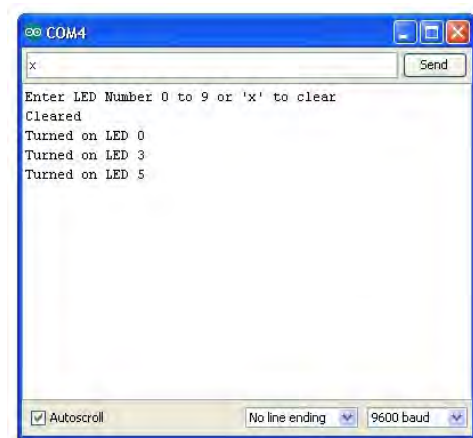 COM4
x
Send
Enter LED Number 0 to 9 or 'x' to clear
Cleared
Turned on LED 0
Turned on LED 3
Turned on LED 5
Autoscroll
No line ending
9600 baud